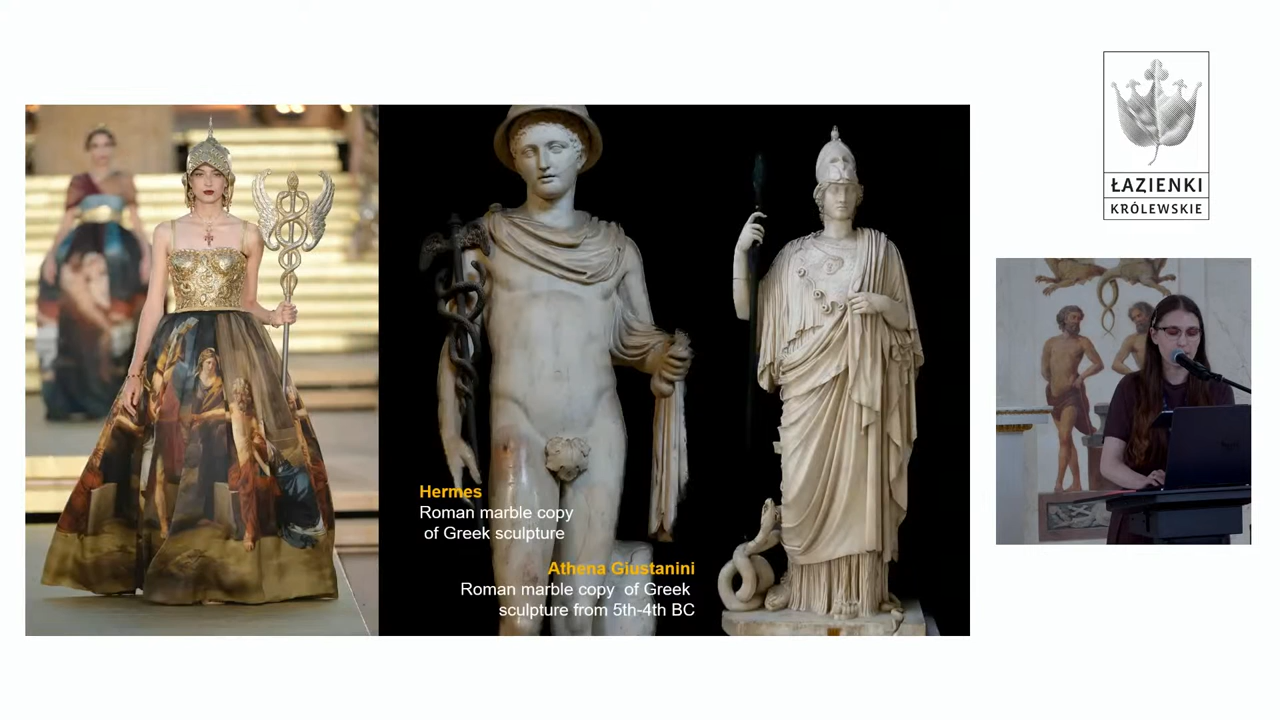 ŁAZIENKI
KRÓLEWSKIE
Hermes
Roman marble copy
of Greek sculpture
Athena Giustanini
Roman marble copy of Greek
sculpture from 5th-4th BC